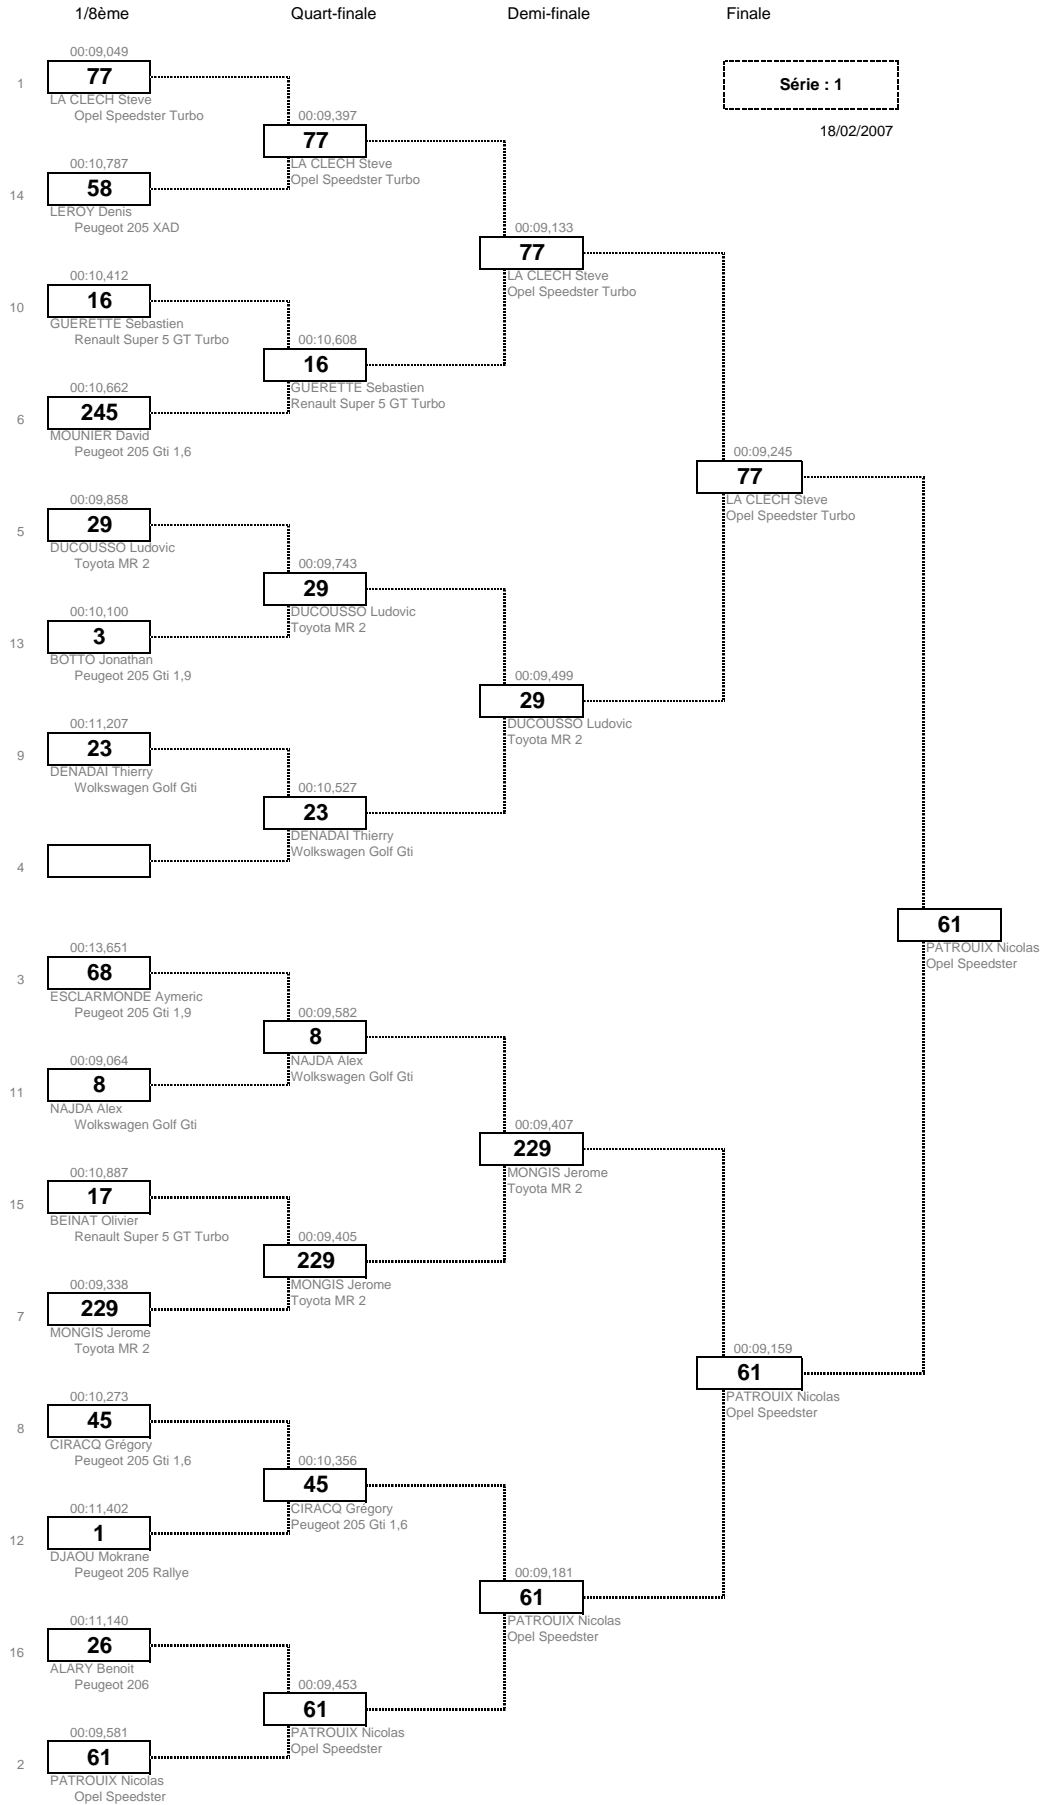 1/8ème
Quart-finale
Demi-finale
Finale
Série : 1
18/02/2007
00:09,049
1
77
LA CLECH Steve
Opel Speedster Turbo
00:09,397
77
LA CLECH Steve
Opel Speedster Turbo
00:10,787
14
58
LEROY Denis
Peugeot 205 XAD
00:09,133
77
LA CLECH Steve
Opel Speedster Turbo
00:10,412
10
16
GUERETTE Sebastien
Renault Super 5 GT Turbo
00:10,608
16
GUERETTE Sebastien
Renault Super 5 GT Turbo
00:10,662
6
245
MOUNIER David
Peugeot 205 Gti 1,6
00:09,245
77
LA CLECH Steve
Opel Speedster Turbo
00:09,858
5
29
DUCOUSSO Ludovic
Toyota MR 2
00:09,743
29
DUCOUSSO Ludovic
Toyota MR 2
00:10,100
13
3
BOTTO Jonathan
Peugeot 205 Gti 1,9
00:09,499
29
DUCOUSSO Ludovic
Toyota MR 2
00:11,207
9
23
DENADAI Thierry
Wolkswagen Golf Gti
00:10,527
23
DENADAI Thierry
Wolkswagen Golf Gti
4
61
PATROUIX Nicolas
Opel Speedster
00:13,651
3
68
ESCLARMONDE Aymeric
Peugeot 205 Gti 1,9
00:09,582
8
NAJDA Alex
Wolkswagen Golf Gti
00:09,064
11
8
NAJDA Alex
Wolkswagen Golf Gti
00:09,407
229
MONGIS Jerome
Toyota MR 2
00:10,887
15
17
BEINAT Olivier
Renault Super 5 GT Turbo
00:09,405
229
MONGIS Jerome
Toyota MR 2
00:09,338
7
229
MONGIS Jerome
Toyota MR 2
00:09,159
61
PATROUIX Nicolas
Opel Speedster
00:10,273
8
45
CIRACQ Grégory
Peugeot 205 Gti 1,6
00:10,356
45
CIRACQ Grégory
Peugeot 205 Gti 1,6
00:11,402
12
1
DJAOU Mokrane
Peugeot 205 Rallye
00:09,181
61
PATROUIX Nicolas
Opel Speedster
00:11,140
16
26
ALARY Benoit
Peugeot 206
00:09,453
61
PATROUIX Nicolas
Opel Speedster
00:09,581
2
61
PATROUIX Nicolas
Opel Speedster